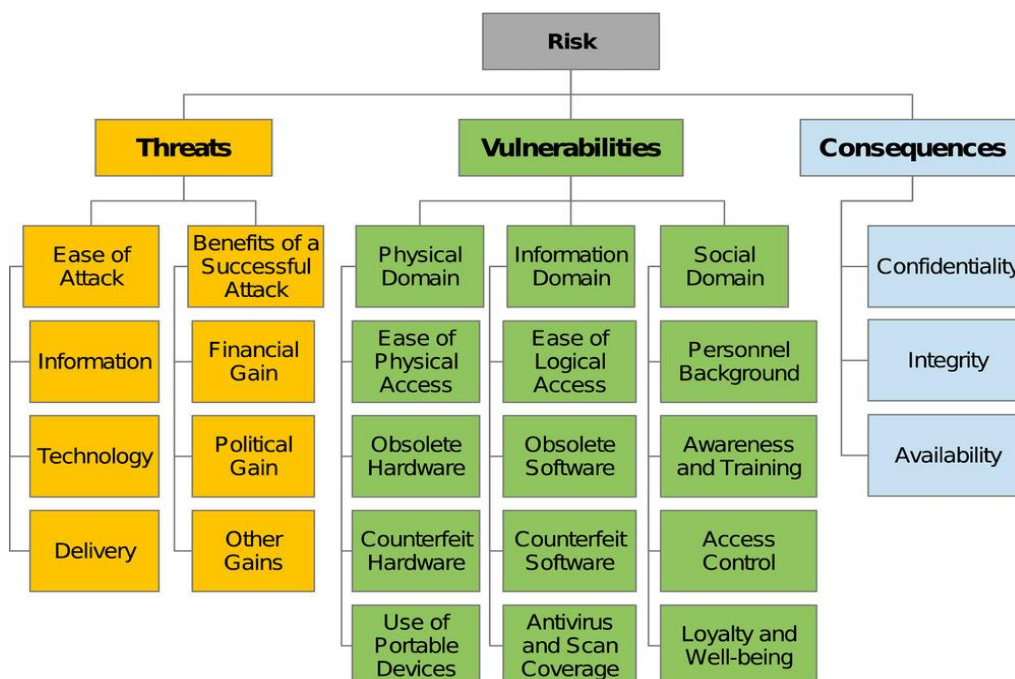 Risk
Threats
Vulnerabilities
Consequences
Ease of
Attack
Information
Technology
Delivery
Benefits of a
Successful
Attack
Financial
Gain
Political
Gain
Other
Gains
Physical
Domain
Ease of
Physical
Access
Obsolete
Hardware
Counterfeit
Hardware
Use of
Portable
Devices
Information
Domain
Ease of
Logical
Access
Obsolete
Software
Counterfeit
Software
Antivirus
and Scan
Coverage
Social
Domain
Personnel
Background
Awareness
and Training
Access
Control
Loyalty and
Well-being
Confidentiality
Integrity
Availability